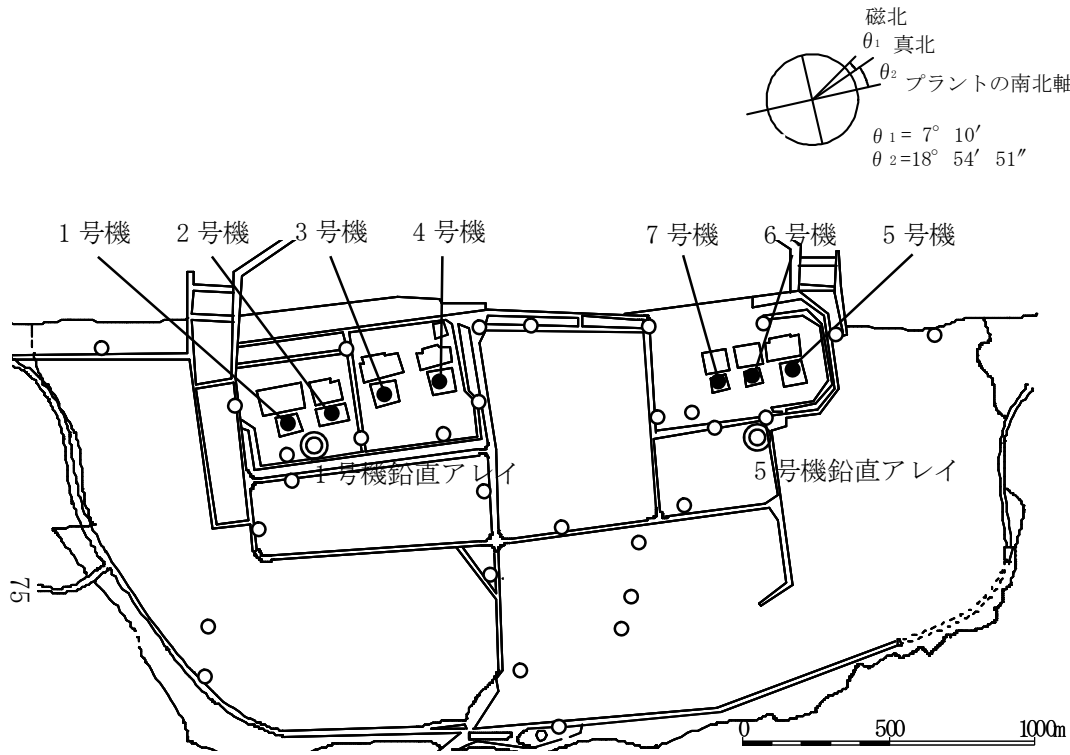 磁北
θ1 真北
θ2 プラントの南北軸
θ1= 7° 10′
θ2=18° 54′ 51″
1号機 2号機 3号機 4号機 7号機 6号機 5号機
1号機鉛直アレイ 5号機鉛直アレイ
75
0 500 1000m